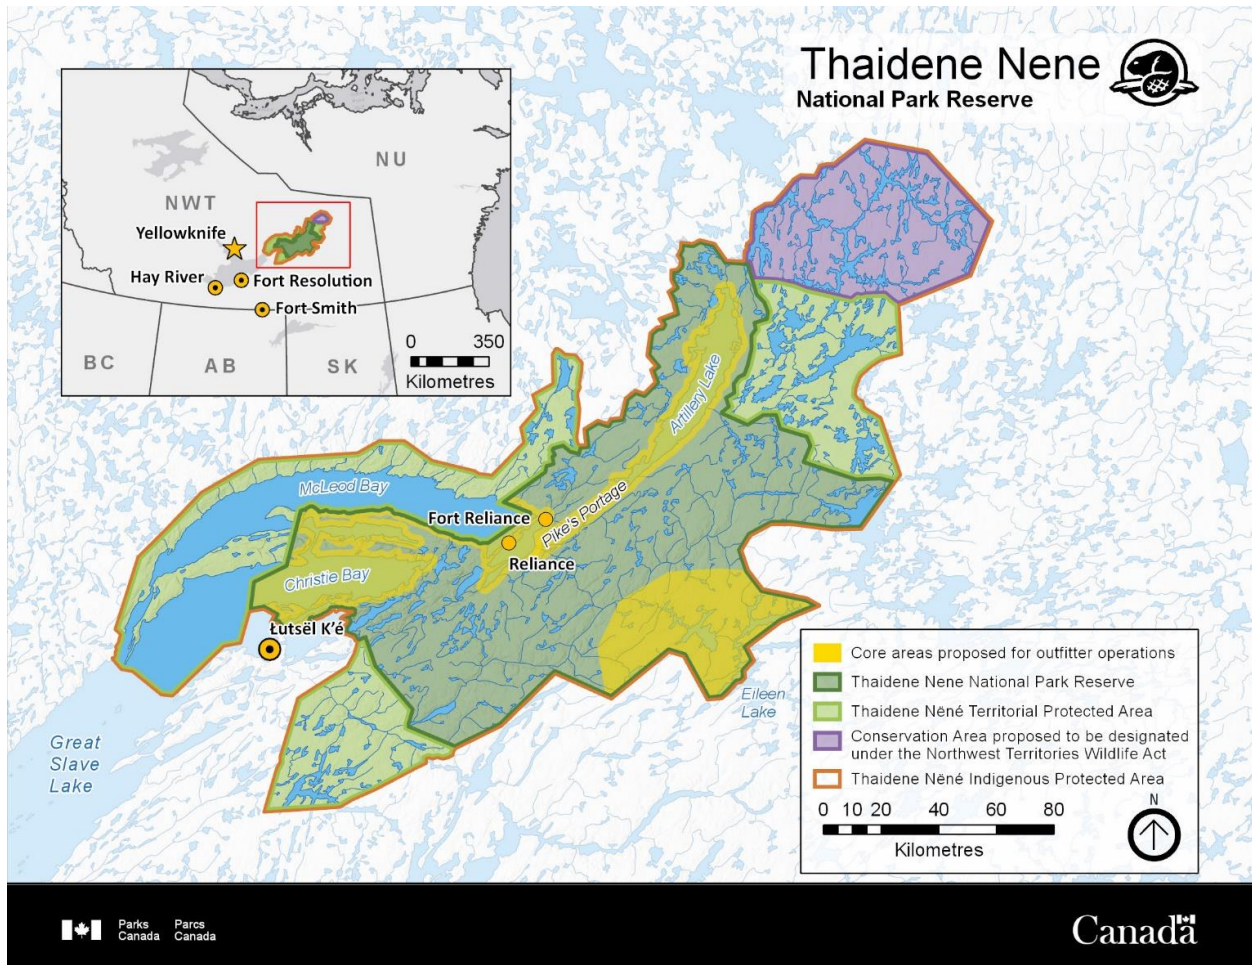 Thaidene Nene
National Park Reserve
NU
NWT
Yellowknife
Hay River
Fort Resolution
Fort Smith
BC
AB
SK
0 350
Kilometres
Artillery Lake
McLeod Bay
Fort Reliance
Pike's Portage
Reliance
Christie Bay
Łutsël K'é
Eileen
Lake
Great
Slave
Lake
Core areas proposed for outfitter operations
Thaidene Nene National Park Reserve
Thaidene Nëné Territorial Protected Area
Conservation Area proposed to be designated
under the Northwest Territories Wildlife Act
Thaidene Nëné Indigenous Protected Area
0 10 20 40 60 80
Kilometres
N
Parks Parcs
Canada Canada
Canada